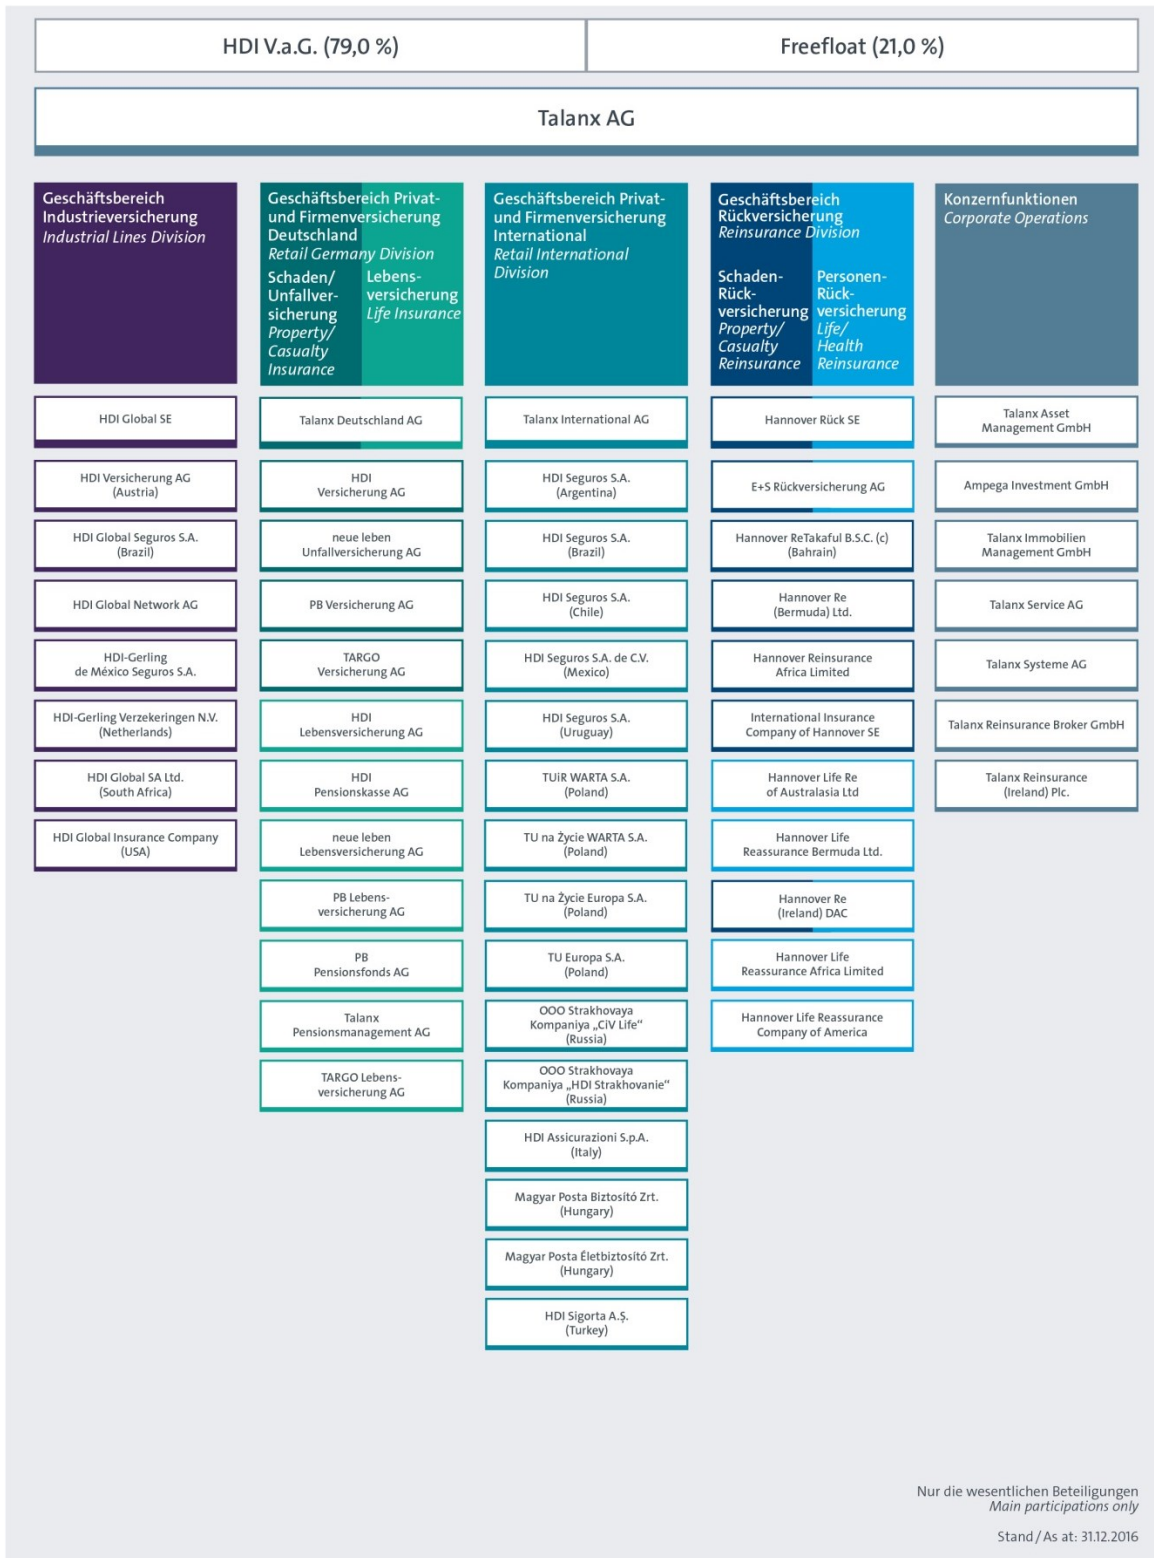 HDI V.a.G. (79,0 %)
Freefloat (21,0 %)
Talanx AG
Geschäftsbereich
Industrieversicherung
Industrial Lines Division
Geschäftsbereich Privat-
und Firmenversicherung
Deutschland
Retail Germany Division
Schaden/
Unfallver-
sicherung
Property/
Casualty
Insurance
Lebens-
versicherung
Life Insurance
Geschäftsbereich Privat-
und Firmenversicherung
International
Retail International
Division
Geschäftsbereich
Rückversicherung
Reinsurance Division
Schaden-
Rück-
versicherung
Property/
Casualty
Reinsurance
Personen-
Rück-
versicherung
Life/
Health
Reinsurance
Konzernfunktionen
Corporate Operations
HDI Global SE
HDI Versicherung AG
(Austria)
HDI Global Seguros S.A.
(Brazil)
HDI Global Network AG
HDI-Gerling
de México Seguros S.A.
HDI-Gerling Verzekeringen N.V.
(Netherlands)
HDI Global SA Ltd.
(South Africa)
HDI Global Insurance Company
(USA)
Talanx Deutschland AG
HDI
Versicherung AG
neue leben
Unfallversicherung AG
PB Versicherung AG
TARGO
Versicherung AG
HDI
Lebensversicherung AG
HDI
Pensionskasse AG
neue leben
Lebensversicherung AG
PB Lebens-
versicherung AG
PB
Pensionsfonds AG
Talanx
Pensionsmanagement AG
TARGO Lebens-
versicherung AG
Talanx International AG
HDI Seguros S.A.
(Argentina)
HDI Seguros S.A.
(Brazil)
HDI Seguros S.A.
(Chile)
HDI Seguros S.A. de C.V.
(Mexico)
HDI Seguros S.A.
(Uruguay)
TUiR WARTA S.A.
(Poland)
TU na Życie WARTA S.A.
(Poland)
TU na Życie Europa S.A.
(Poland)
TU Europa S.A.
(Poland)
OOO Strakhovaya
Kompaniya „CiV Life“
(Russia)
OOO Strakhovaya
Kompaniya „HDI Strakhovanie“
(Russia)
HDI Assicurazioni S.p.A.
(Italy)
Magyar Posta Biztosító Zrt.
(Hungary)
Magyar Posta Életbiztosító Zrt.
(Hungary)
HDI Sigorta A.Ş.
(Turkey)
Hannover Rück SE
E+S Rückversicherung AG
Hannover ReTakaful B.S.C. (c)
(Bahrain)
Hannover Re
(Bermuda) Ltd.
Hannover Reinsurance
Africa Limited
International Insurance
Company of Hannover SE
Hannover Life Re
of Australasia Ltd
Hannover Life
Reassurance Bermuda Ltd.
Hannover Re
(Ireland) DAC
Hannover Life
Reassurance Africa Limited
Hannover Life Reassurance
Company of America
Talanx Asset
Management GmbH
Ampega Investment GmbH
Talanx Immobilien
Management GmbH
Talanx Service AG
Talanx Systeme AG
Talanx Reinsurance Broker GmbH
Talanx Reinsurance
(Ireland) Plc.
Nur die wesentlichen Beteiligungen
Main participations only
Stand / As at: 31.12.2016